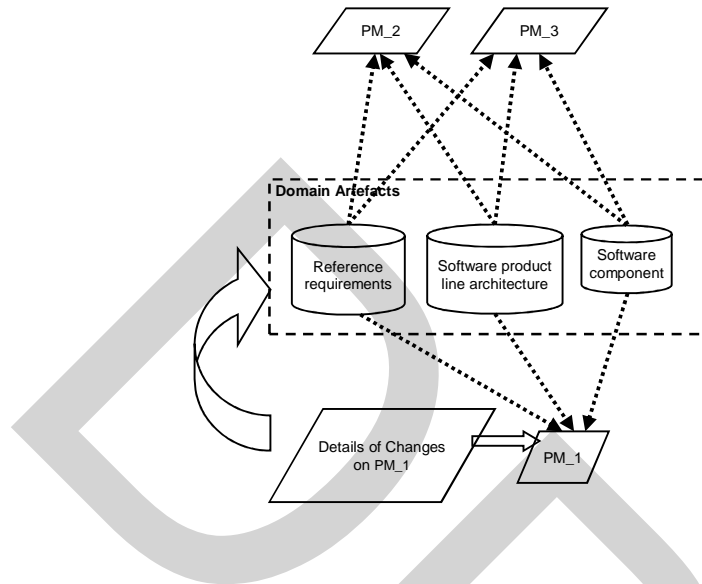 PM_2
PM_3
Domain Artefacts
Reference
requirements
Software product
line architecture
Software
component
Details of Changes
on PM_1
PM_1